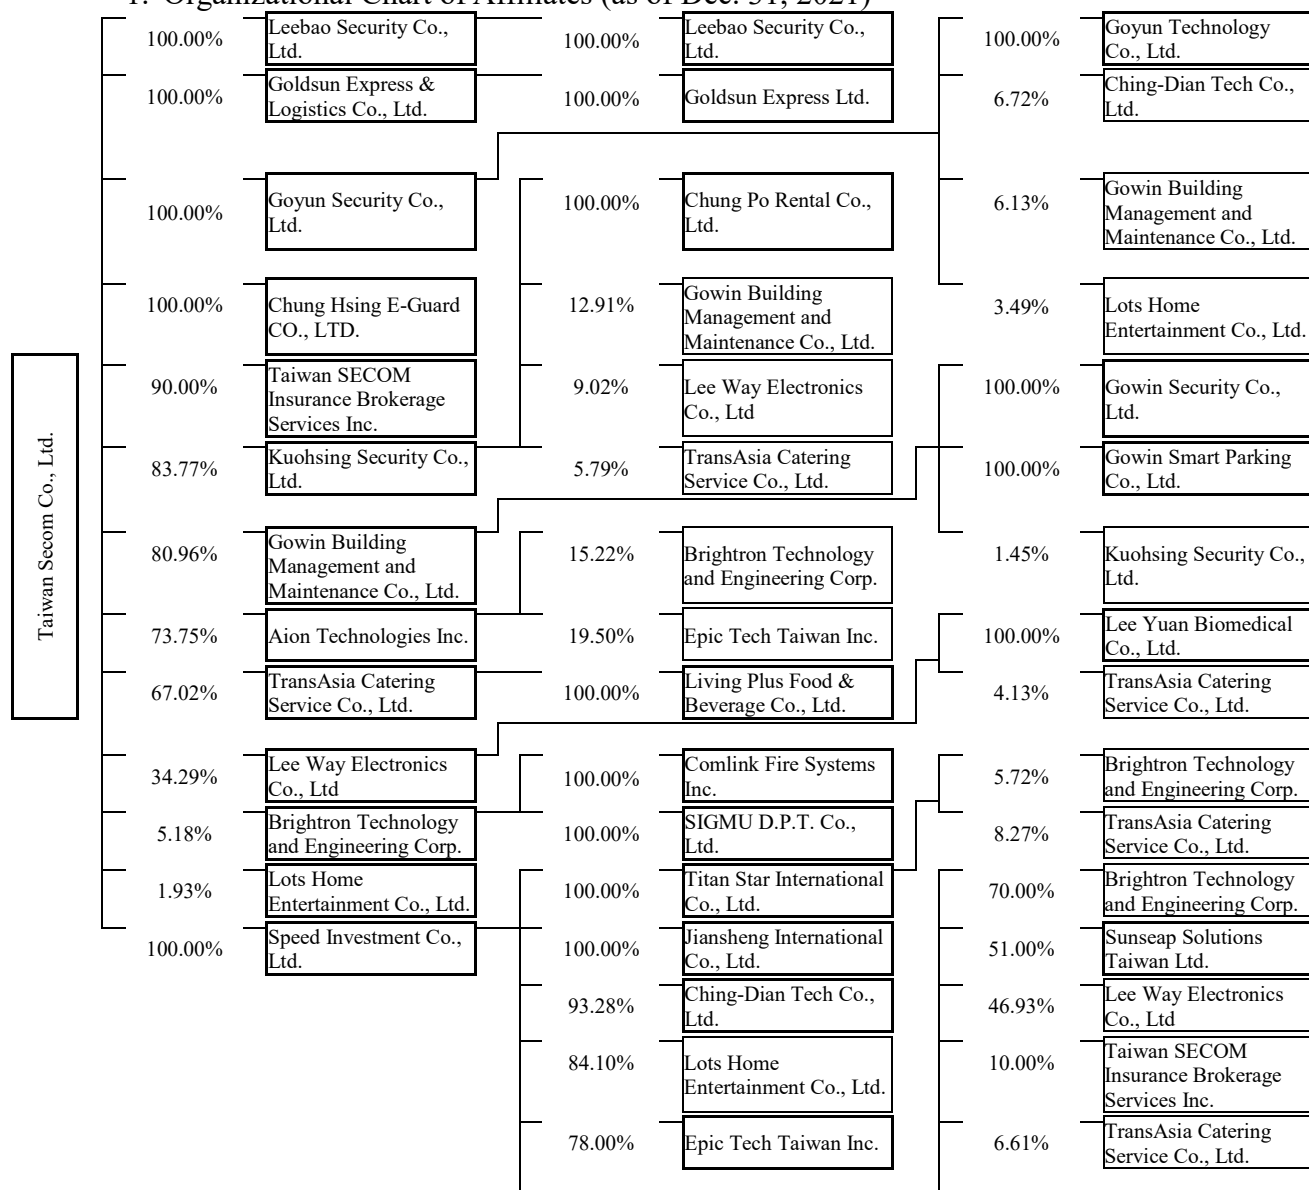 1. Organizational Chart of Affiliates (as of Dec. 31, 2021)
Taiwan Secom Co., Ltd.
100.00%
Leebao Security Co.,
Ltd.
100.00%
Goldsun Express &
Logistics Co., Ltd.
100.00%
Goyun Security Co.,
Ltd.
100.00%
Chung Hsing E-Guard
CO., LTD.
90.00%
Taiwan SECOM
Insurance Brokerage
Services Inc.
83.77%
Kuohsing Security Co.,
Ltd.
80.96%
Gowin Building
Management and
Maintenance Co., Ltd.
73.75%
Aion Technologies Inc.
67.02%
TransAsia Catering
Service Co., Ltd.
34.29%
Lee Way Electronics
Co., Ltd
5.18%
Brightron Technology
and Engineering Corp.
1.93%
Lots Home
Entertainment Co., Ltd.
100.00%
Speed Investment Co.,
Ltd.
100.00%
Leebao Security Co.,
Ltd.
100.00%
Goldsun Express Ltd.
100.00%
Chung Po Rental Co.,
Ltd.
12.91%
Gowin Building
Management and
Maintenance Co., Ltd.
9.02%
Lee Way Electronics
Co., Ltd
5.79%
TransAsia Catering
Service Co., Ltd.
15.22%
Brightron Technology
and Engineering Corp.
19.50%
Epic Tech Taiwan Inc.
100.00%
Living Plus Food &
Beverage Co., Ltd.
100.00%
Comlink Fire Systems
Inc.
100.00%
SIGMU D.P.T. Co.,
Ltd.
100.00%
Titan Star International
Co., Ltd.
100.00%
Jiansheng International
Co., Ltd.
93.28%
Ching-Dian Tech Co.,
Ltd.
84.10%
Lots Home
Entertainment Co., Ltd.
78.00%
Epic Tech Taiwan Inc.
100.00%
Goyun Technology
Co., Ltd.
6.72%
Ching-Dian Tech Co.,
Ltd.
6.13%
Gowin Building
Management and
Maintenance Co., Ltd.
3.49%
Lots Home
Entertainment Co., Ltd.
100.00%
Gowin Security Co.,
Ltd.
100.00%
Gowin Smart Parking
Co., Ltd.
1.45%
Kuohsing Security Co.,
Ltd.
100.00%
Lee Yuan Biomedical
Co., Ltd.
4.13%
TransAsia Catering
Service Co., Ltd.
5.72%
Brightron Technology
and Engineering Corp.
8.27%
TransAsia Catering
Service Co., Ltd.
70.00%
Brightron Technology
and Engineering Corp.
51.00%
Sunseap Solutions
Taiwan Ltd.
46.93%
Lee Way Electronics
Co., Ltd
10.00%
Taiwan SECOM
Insurance Brokerage
Services Inc.
6.61%
TransAsia Catering
Service Co., Ltd.